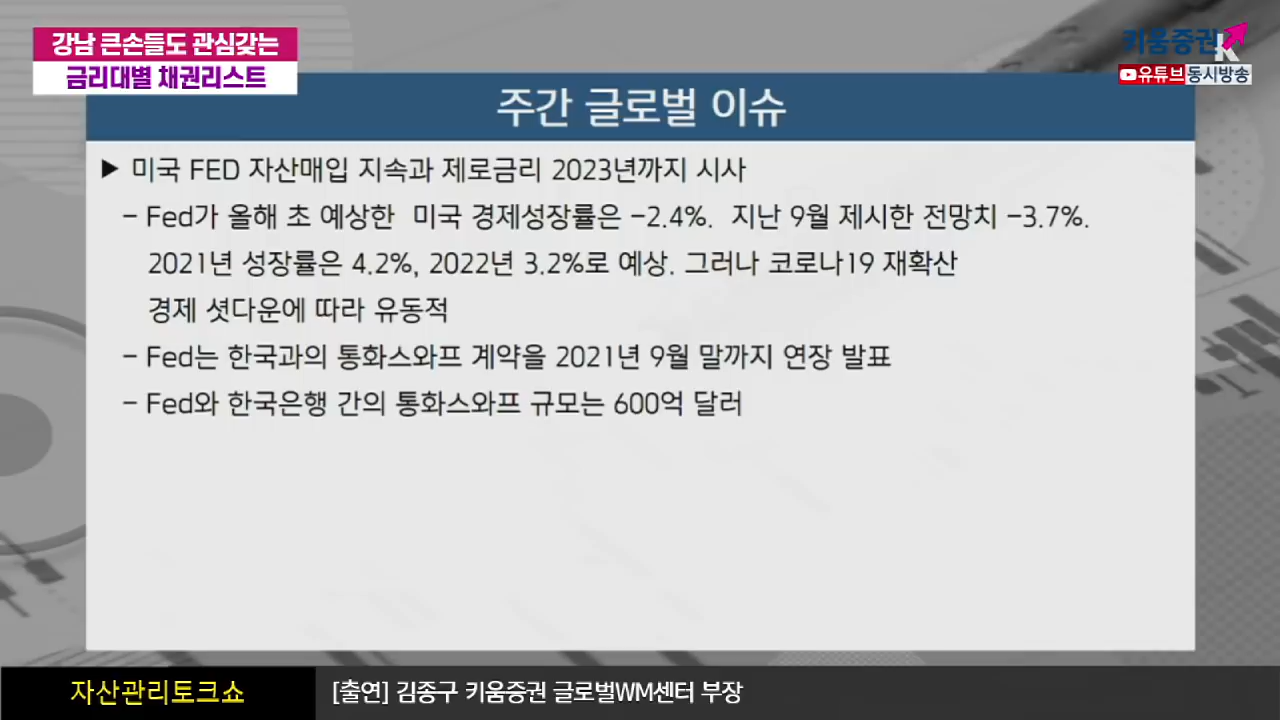 강남 큰손들도 관심갖는
금리대별 채권리스트
키움증권
유튜브동시방송
주간 글로벌 이슈
▶ 미국 FED 자산매입 지속과 제로금리 2023년까지 시사
- Fed가 올해 초 예상한 미국 경제성장률은 -2.4%. 지난 9월 제시한 전망치 -3.7%.
2021년 성장률은 4.2%, 2022년 3.2%로 예상. 그러나 코로나19 재확산
경제 셧다운에 따라 유동적
- Fed는 한국과의 통화스와프 계약을 2021년 9월 말까지 연장 발표
- Fed와 한국은행 간의 통화스와프 규모는 600억 달러
자산관리토크쇼
[출연] 김종구 키움증권 글로벌WM센터 부장